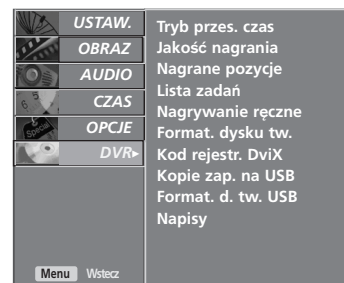 USTAW.
OBRAZ
AUDIO
CZAS
OPCJE
DVR
Tryb przes. czas
Jakość nagrania
Nagrane pozycje
Lista zadań
Nagrywanie ręczne
Format. dysku tw.
Kod rejestr. DviX
Kopie zap. na USB
Format. d. tw. USB
Napisy
Menu Wstecz